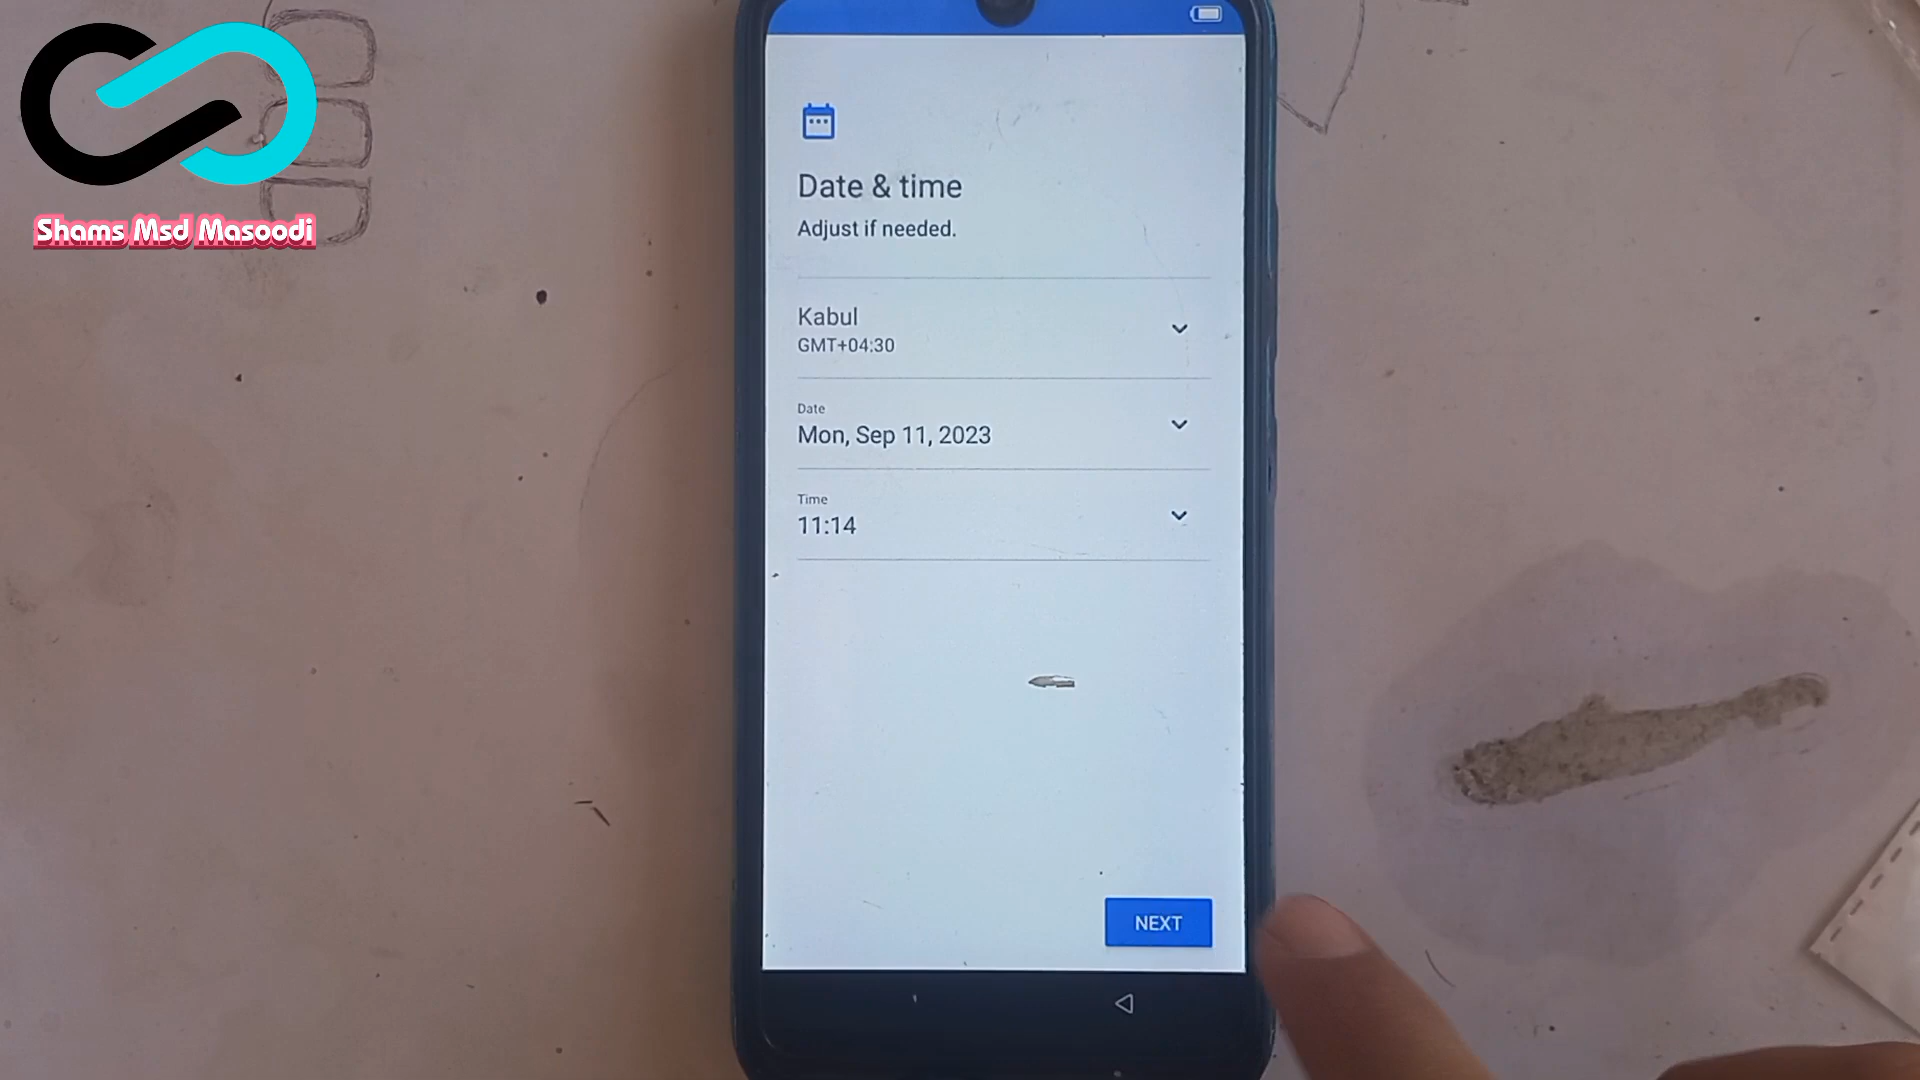 Shams Msd Masoodi
Date & time
Adjust if needed.
Kabul
GMT+04:30
Date
Mon, Sep 11, 2023
Time
11:14
NEXT